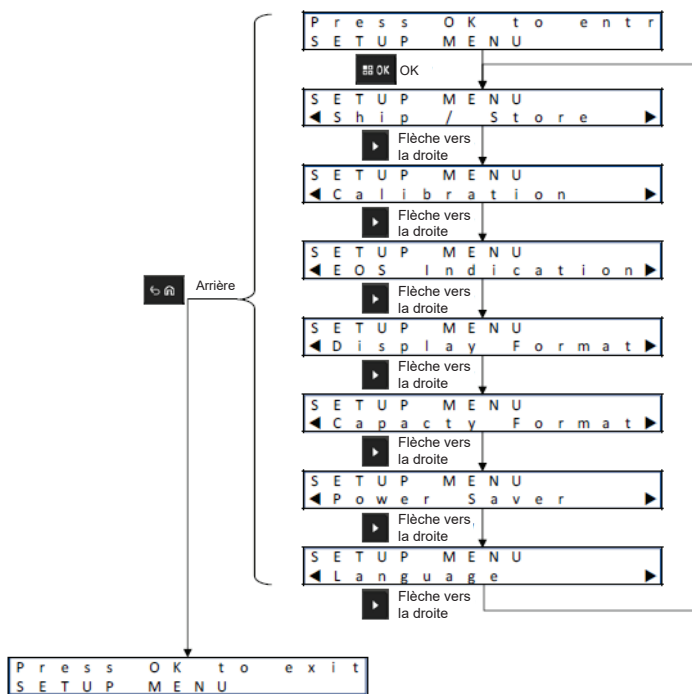 Press OK to entr
SETUP MENU
OK OK
SETUP MENU
◀Ship / Store ▶
Flèche vers
la droite
SETUP MENU
◀Calibration ▶
Flèche vers
la droite
SETUP MENU
◀EOS Indication▶
Flèche vers
la droite
Arrière
SETUP MENU
◀Display Format▶
Flèche vers
la droite
SETUP MENU
◀Capacty Format▶
Flèche vers
la droite
SETUP MENU
◀Power Saver ▶
Flèche vers
la droite
SETUP MENU
◀Language ▶
Flèche vers
la droite
Press OK to exit
SETUP MENU